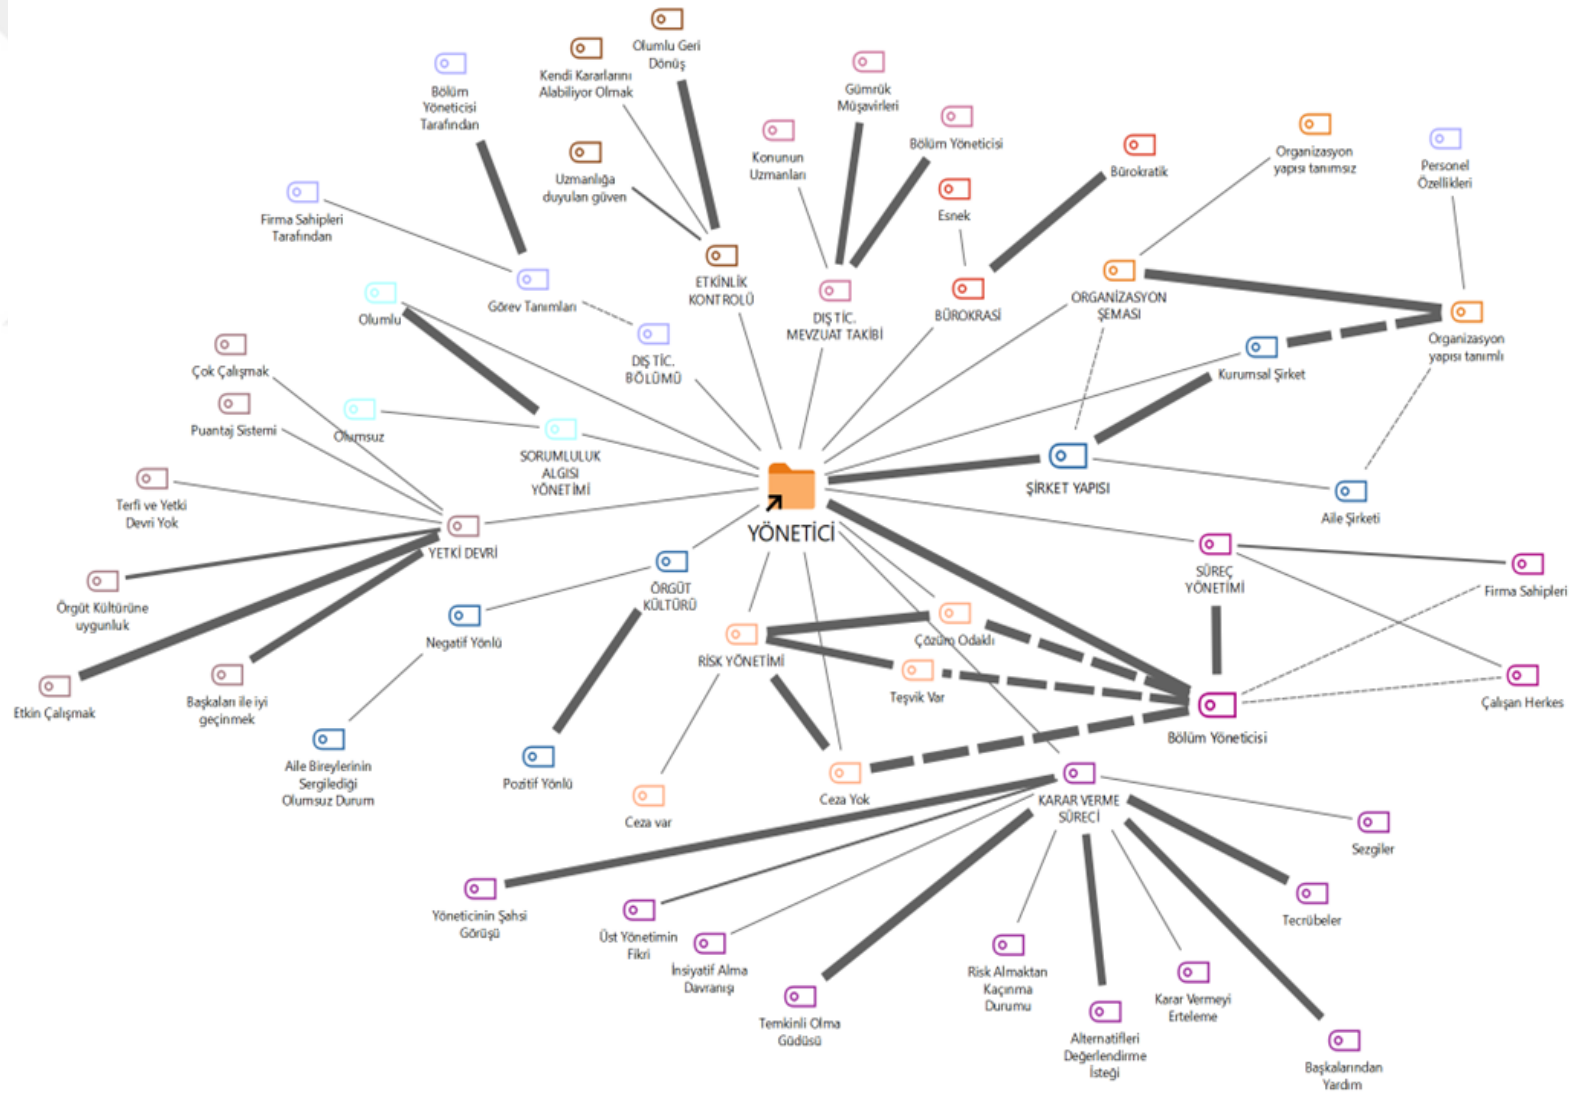 Olumlu Geri
Dönüş
Kendi Kararlarını
Alabiliyor Olmak
Bölüm
Yöneticisi
Tarafından
Gümrük
Müşavirleri
Bölüm Yöneticisi
Konunun
Uzmanları
Bürokratik
Organizasyon
yapısı tanımsız
Personel
Özellikleri
Uzmanlığa
duyulan güven
Esnek
Firma Sahipleri
Tarafından
Görev Tanımları
ETKİNLİK
KONTROLÜ
DIŞ TİC.
MEVZUAT TAKİBİ
BÜROKRASİ
ORGANİZASYON
ŞEMASI
Organizasyon
yapısı tanımlı
Olumlu
DIŞ TİC.
BÖLÜMÜ
Kurumsal Şirket
Çok Çalışmak
Puantaj Sistemi
Olumsuz
SORUMLULUK
ALGISI
YÖNETİMİ
ŞİRKET YAPISI
Aile Şirketi
Terfi ve Yetki
Devri Yok
YETKİ DEVRİ
YÖNETİCİ
SÜREÇ
YÖNETİMİ
Firma Sahipleri
Örgüt Kültürüne
uygunluk
ÖRGÜT
KÜLTÜRÜ
Negatif Yönlü
RİSK YÖNETİMİ
Çözüm Odaklı
Teşvik Var
Etkin Çalışmak
Başkaları ile iyi
geçinmek
Çalışan Herkes
Bölüm Yöneticisi
Aile Bireylerinin
Sergilediği
Olumsuz Durum
Pozitif Yönlü
Ceza var
Ceza Yok
KARAR VERME
SÜRECİ
Sezgiler
Yöneticinin Şahsi
Görüşü
Üst Yönetimin
Fikri
İnsiyatif Alma
Davranışı
Temkinli Olma
Güdüsü
Risk Almaktan
Kaçınma
Durumu
Alternatifleri
Değerlendirme
İsteği
Karar Vermeyi
Erteleme
Tecrübeler
Başkalarından
Yardım